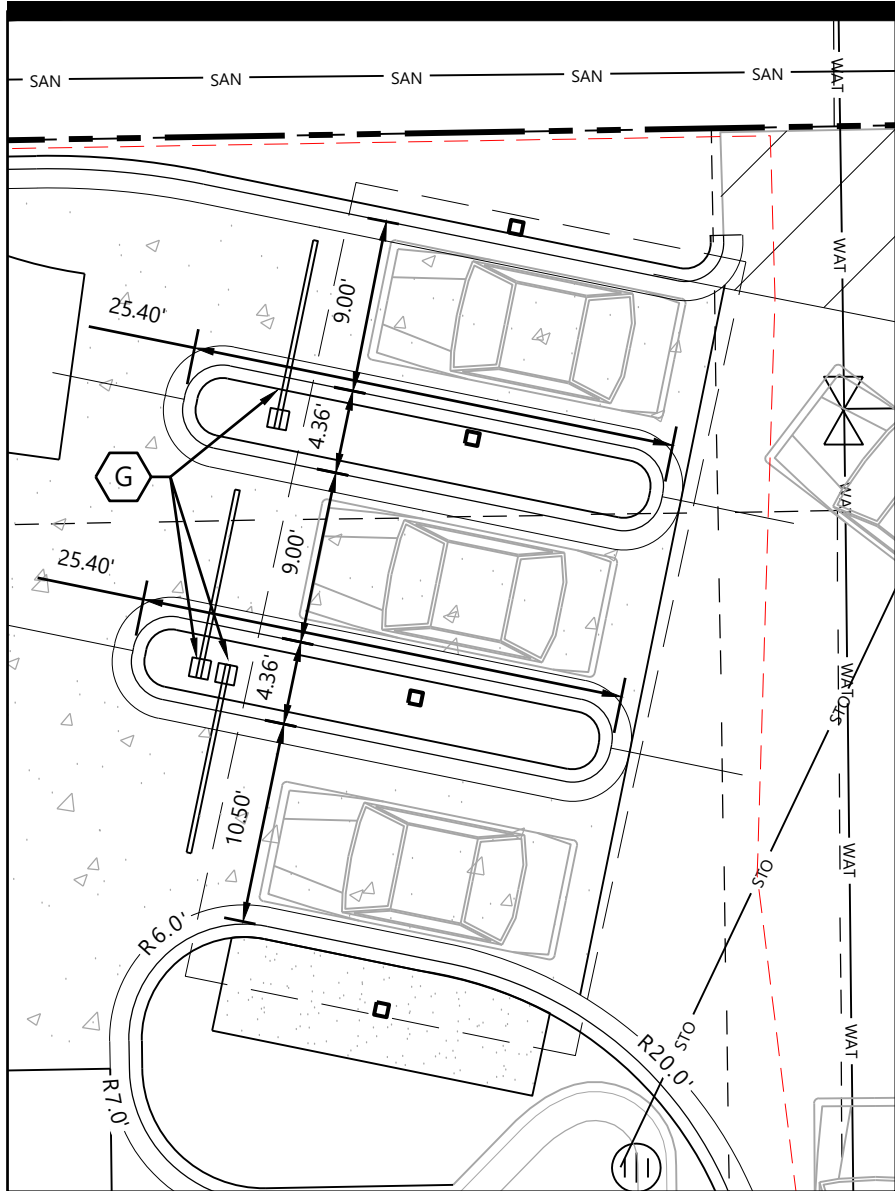 SAN SAN SAN SAN SAN
WAT
WAT
25.40'
9.00'
4.36'
G
WAT
9.00'
25.40'
4.36'
WAT
STO
10.50'
WAT
STO
R6.0'
STO
WAT
R20.0'
R7.0'